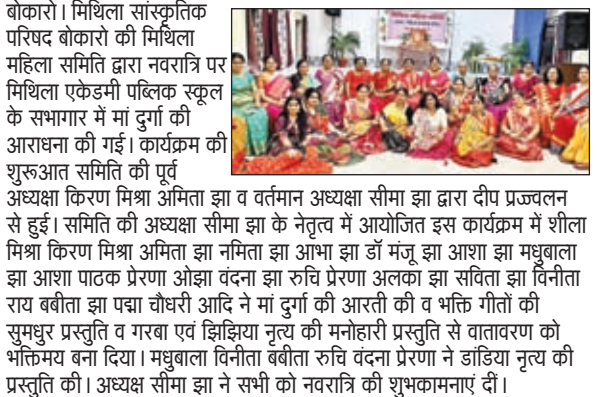 बोकारो। मिथिला सांस्कृतिक
परिषद बोकारो की मिथिला
महिला समिति द्वारा नवरात्रि पर
मिथिला एकेडमी पब्लिक स्कूल
के सभागार में मां दुर्गा की
आराधना की गई। कार्यक्रम की
शुरूआत समिति की पूर्व
अध्यक्षा किरण मिश्रा अमिता झा व वर्तमान अध्यक्षा सीमा झा द्वारा दीप प्रज्ज्वलन
से हुई। समिति की अध्यक्षा सीमा झा के नेतृत्व में आयोजित इस कार्यक्रम में शीला
मिश्रा किरण मिश्रा अमिता झा नमिता झा आभा झा डॉ मंजू झा आशा झा मधुबाला
झा आशा पाठक प्रेरणा ओझा वंदना झा रुचि प्रेरणा अलका झा सविता झा विनीता
राय बबीता झा पद्मा चौधरी आदि ने मां दुर्गा की आरती की व भक्ति गीतों की
सुमधुर प्रस्तुति व गरबा एवं झिझिया नृत्य की मनोहारी प्रस्तुति से वातावरण को
भक्तिमय बना दिया। मधुबाला विनीता बबीता रुचि वंदना प्रेरणा ने डांडिया नृत्य की
प्रस्तुति की। अध्यक्ष सीमा झा ने सभी को नवरात्रि की शुभकामनाएं दीं।